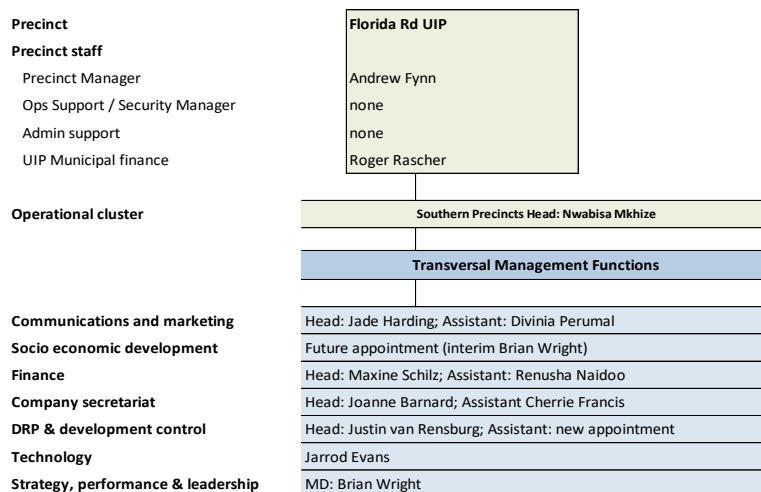 Precinct Florida Rd UIP
Precinct staff
Precinct Manager Andrew Fynn
Ops Support / Security Manager none
Admin support none
UIP Municipal finance Roger Rascher
Operational cluster Southern Precincts Head: Nwabisa Mkhize
Transversal Management Functions
Communications and marketing Head: Jade Harding; Assistant: Divinia Perumal
Socio economic development Future appointment (interim Brian Wright)
Finance Head: Maxine Schilz; Assistant: Renusha Naidoo
Company secretariat Head: Joanne Barnard; Assistant Cherrie Francis
DRP & development control Head: Justin van Rensburg; Assistant: new appointment
Technology Jarrod Evans
Strategy, performance & leadership MD: Brian Wright